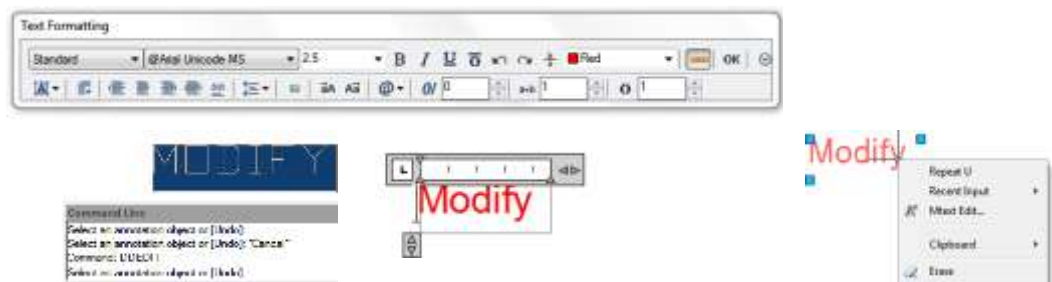 Text Formatting
Standard @Arial Unicode MS 2.5 B I U O Red OK
@ 0/ 0 a-b 1 O 1
MODIFY
Command Line
Select an annotation object or [Undo]:
Select an annotation object or [Undo]: *Cancel*
Command: DDEDIT
Select an annotation object or [Undo]:
L
Modify
Modify
Repeat U
Recent Input
Mtext Edit...
Clipboard
Erase